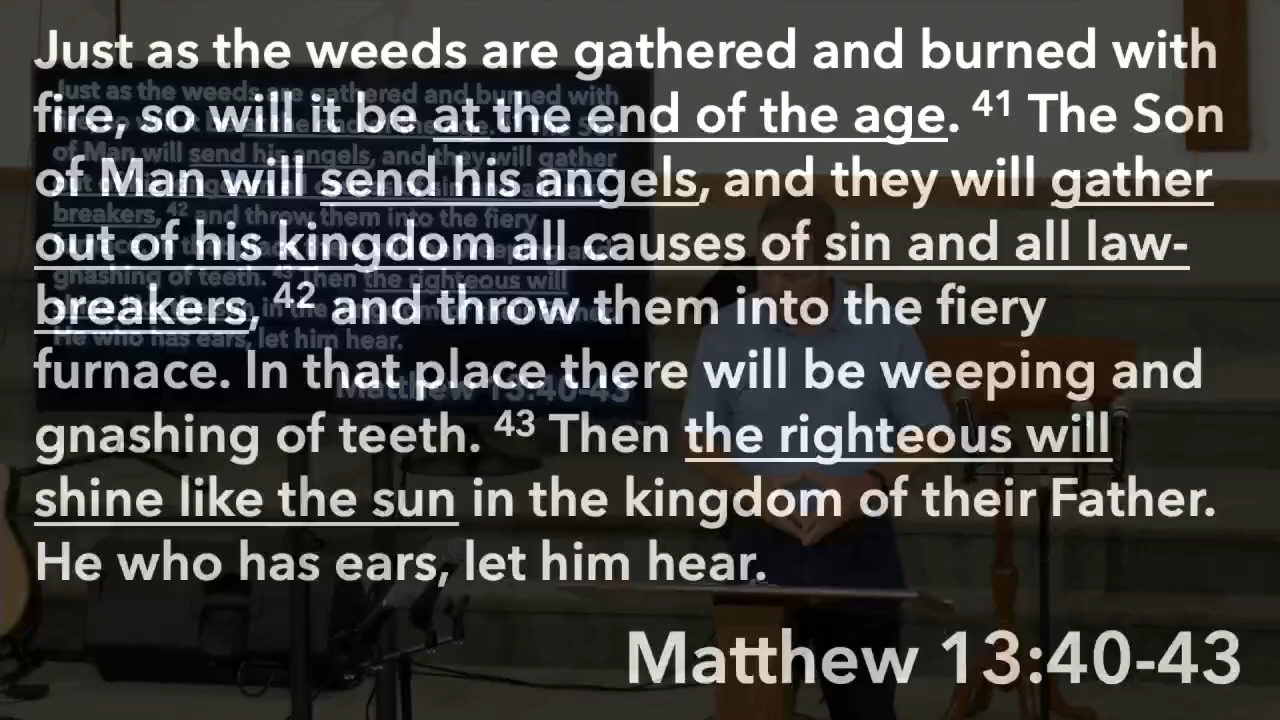 Just as the weeds are gathered and burned with
fire, so will it be at the end of the age. 41 The Son
of Man will send his angels, and they will gather
out of his kingdom all causes of sin and all law-
breakers, 42 and throw them into the fiery
furnace. In that place there will be weeping and
gnashing of teeth. 43 Then the righteous will
shine like the sun in the kingdom of their Father.
He who has ears, let him hear.
Matthew 13:40-43